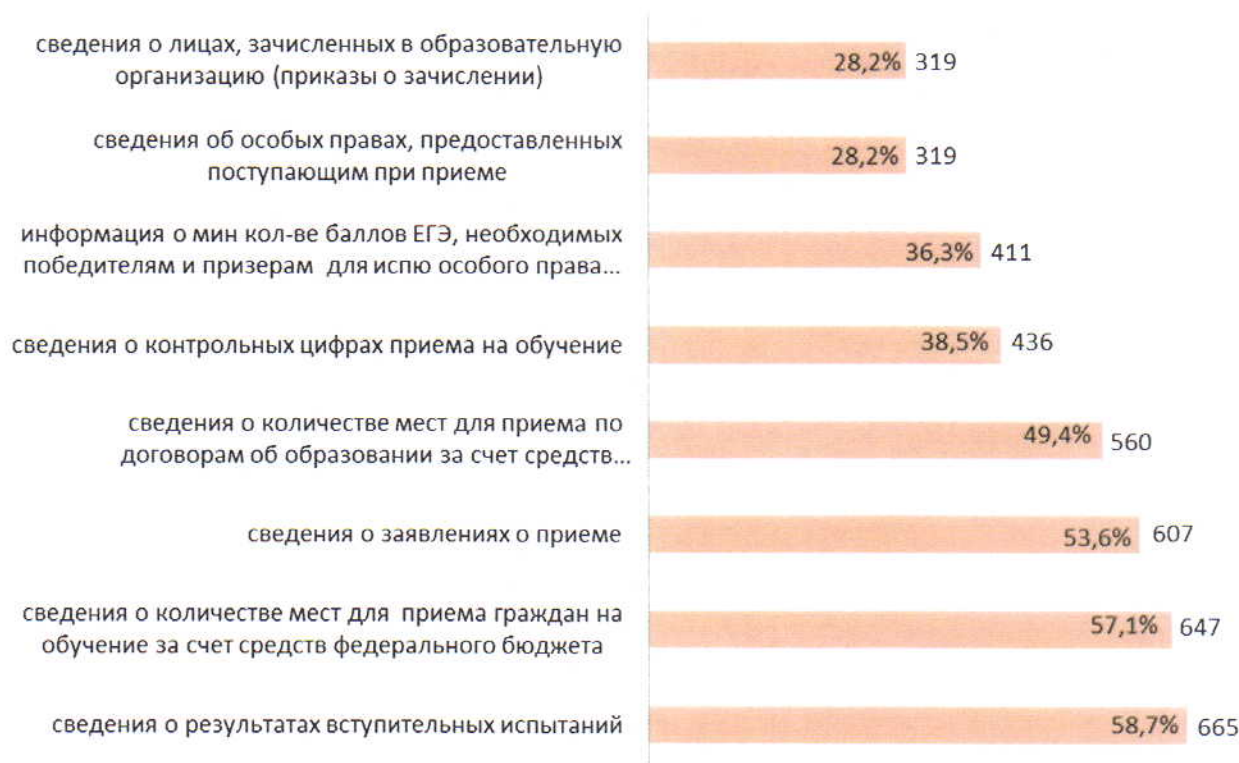 сведения о лицах, зачисленных в образовательную
организацию (приказы о зачислении)
28,2% 319
сведения об особых правах, предоставленных
поступающим при приеме
28,2% 319
информация о мин кол-ве баллов ЕГЭ, необходимых
победителям и призерам для испю особого права...
36,3% 411
сведения о контрольных цифрах приема на обучение
38,5% 436
сведения о количестве мест для приема по
договорам об образовании за счет средств...
49,4% 560
сведения о заявлениях о приеме
53,6% 607
сведения о количестве мест для приема граждан на
обучение за счет средств федерального бюджета
57,1% 647
сведения о результатах вступительных испытаний
58,7% 665